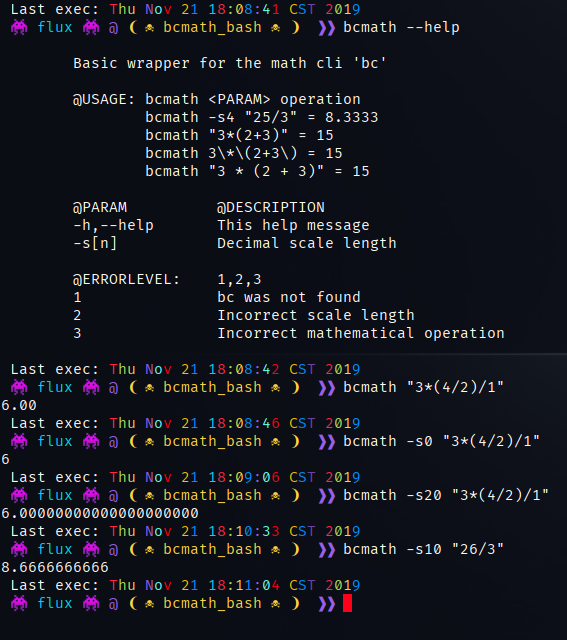 Last exec: Thu Nov 21 18:08:41 CST 2019
👾 flux 👾 @ ❨ ☠ bcmath_bash ☠ ❩ ❯❯ bcmath --help
Basic wrapper for the math cli 'bc'
@USAGE: bcmath <PARAM> operation
bcmath -s4 "25/3" = 8.3333
bcmath "3*(2+3)" = 15
bcmath 3\*\(2+3\) = 15
bcmath "3 * (2 + 3)" = 15
@PARAM @DESCRIPTION
-h,--help This help message
-s[n] Decimal scale length
@ERRORLEVEL: 1,2,3
1 bc was not found
2 Incorrect scale length
3 Incorrect mathematical operation
Last exec: Thu Nov 21 18:08:42 CST 2019
👾 flux 👾 @ ❨ ☠ bcmath_bash ☠ ❩ ❯❯ bcmath "3*(4/2)/1"
6.00
Last exec: Thu Nov 21 18:08:46 CST 2019
👾 flux 👾 @ ❨ ☠ bcmath_bash ☠ ❩ ❯❯ bcmath -s0 "3*(4/2)/1"
6
Last exec: Thu Nov 21 18:09:06 CST 2019
👾 flux 👾 @ ❨ ☠ bcmath_bash ☠ ❩ ❯❯ bcmath -s20 "3*(4/2)/1"
6.00000000000000000000
Last exec: Thu Nov 21 18:10:33 CST 2019
👾 flux 👾 @ ❨ ☠ bcmath_bash ☠ ❩ ❯❯ bcmath -s10 "26/3"
8.6666666666
Last exec: Thu Nov 21 18:11:04 CST 2019
👾 flux 👾 @ ❨ ☠ bcmath_bash ☠ ❩ ❯❯